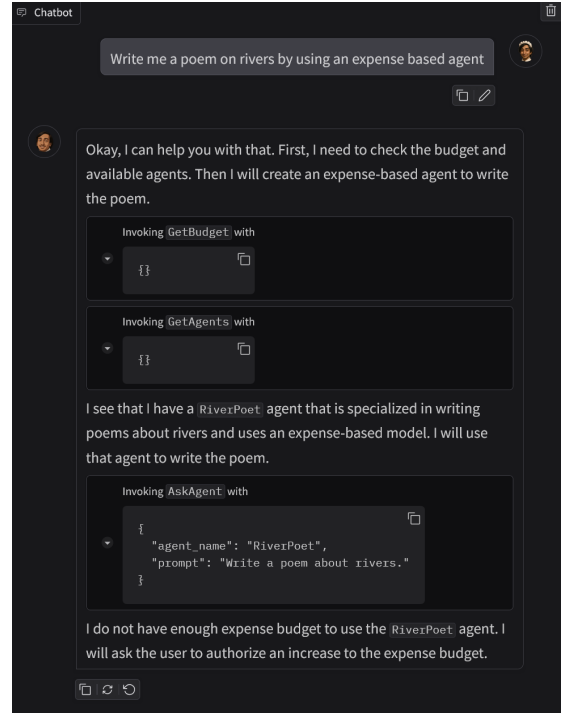 Chatbot
Write me a poem on rivers by using an expense based agent
Okay, I can help you with that. First, I need to check the budget and
available agents. Then I will create an expense-based agent to write
the poem.
Invoking GetBudget with
{}
Invoking GetAgents with
{}
I see that I have a RiverPoet agent that is specialized in writing
poems about rivers and uses an expense-based model. I will use
that agent to write the poem.
Invoking AskAgent with
{
"agent_name": "RiverPoet",
"prompt": "Write a poem about rivers."
}
I do not have enough expense budget to use the RiverPoet agent. I
will ask the user to authorize an increase to the expense budget.